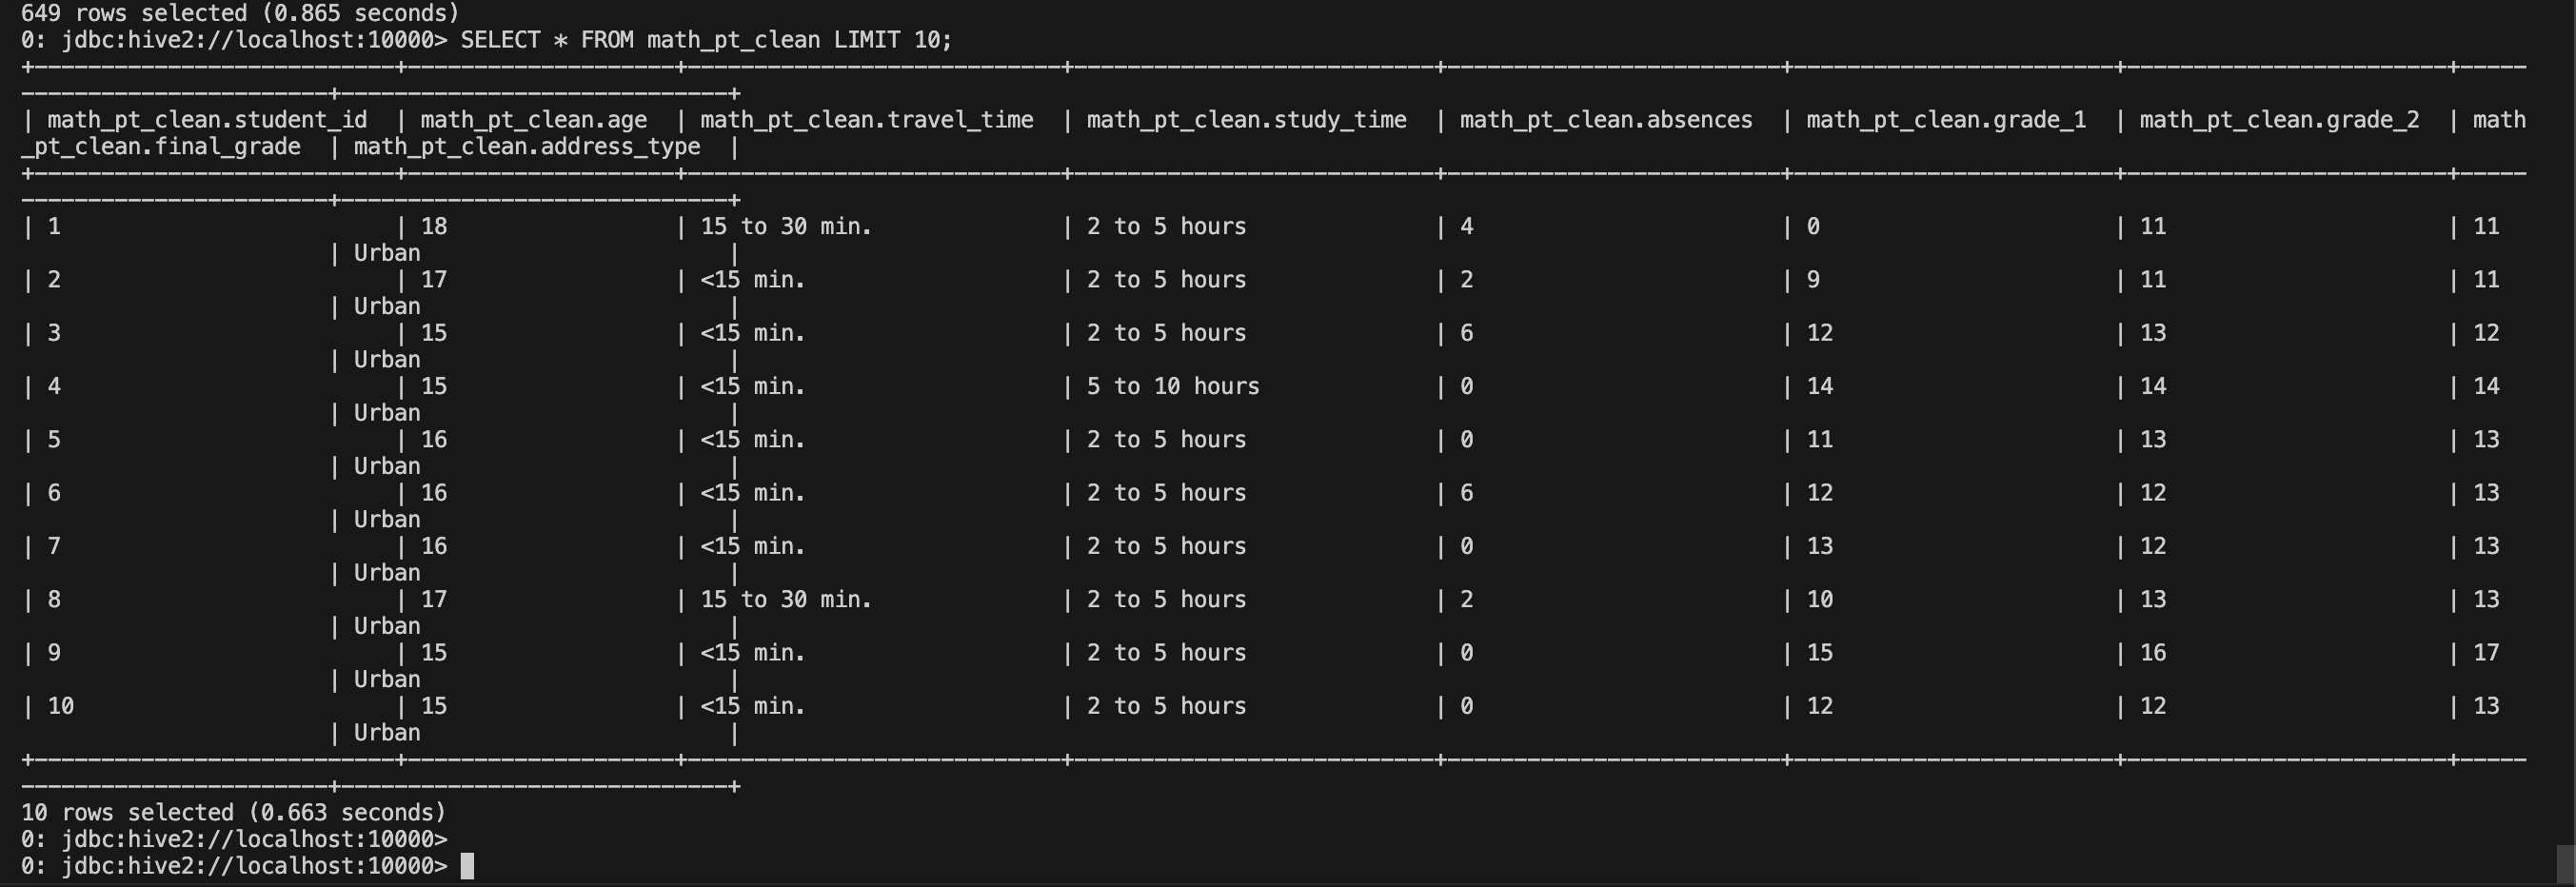 649 rows selected (0.865 seconds)
0: jdbc:hive2://localhost:10000> SELECT * FROM math_pt_clean LIMIT 10;
| math_pt_clean.student_id | math_pt_clean.age | math_pt_clean.travel_time | math_pt_clean.study_time | math_pt_clean.absences | math_pt_clean.grade_1 | math_pt_clean.grade_2 | math
_pt_clean.final_grade | math_pt_clean.address_type |
| 1 | 18 | 15 to 30 min. | 2 to 5 hours | 4 | 0 | 11 | 11
| Urban |
| 2 | 17 | <15 min. | 2 to 5 hours | 2 | 9 | 11 | 11
| Urban |
| 3 | 15 | <15 min. | 2 to 5 hours | 6 | 12 | 13 | 12
| Urban |
| 4 | 15 | <15 min. | 5 to 10 hours | 0 | 14 | 14 | 14
| Urban |
| 5 | 16 | <15 min. | 2 to 5 hours | 0 | 11 | 13 | 13
| Urban |
| 6 | 16 | <15 min. | 2 to 5 hours | 6 | 12 | 12 | 13
| Urban |
| 7 | 16 | <15 min. | 2 to 5 hours | 0 | 13 | 12 | 13
| Urban |
| 8 | 17 | 15 to 30 min. | 2 to 5 hours | 2 | 10 | 13 | 13
| Urban |
| 9 | 15 | <15 min. | 2 to 5 hours | 0 | 15 | 16 | 17
| Urban |
| 10 | 15 | <15 min. | 2 to 5 hours | 0 | 12 | 12 | 13
| Urban |
10 rows selected (0.663 seconds)
0: jdbc:hive2://localhost:10000>
0: jdbc:hive2://localhost:10000>